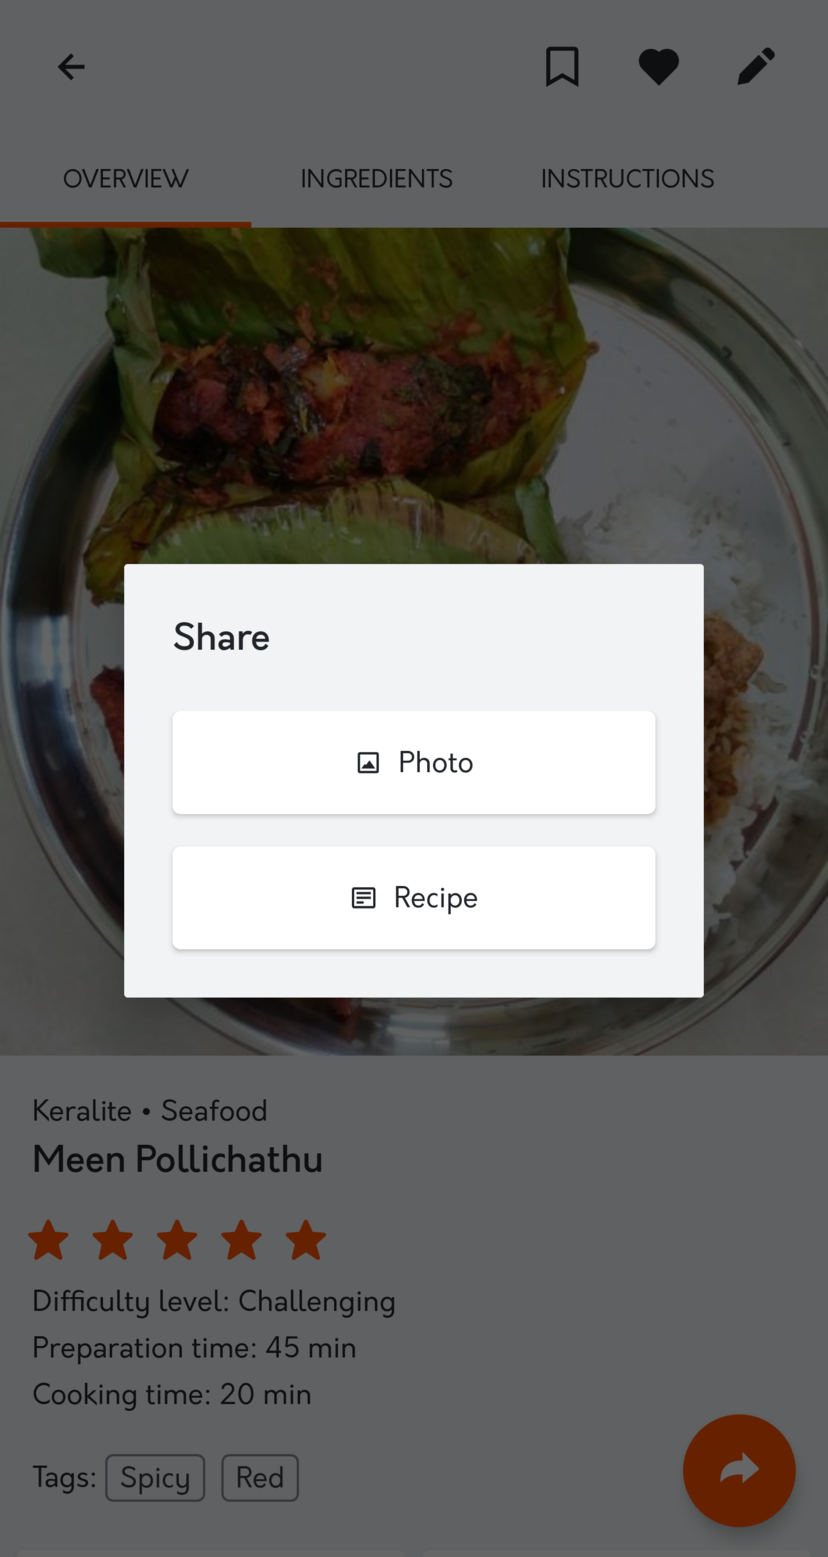 OVERVIEW INGREDIENTS INSTRUCTIONS
Share
Photo
Recipe
Keralite • Seafood
Meen Pollichathu
Difficulty level: Challenging
Preparation time: 45 min
Cooking time: 20 min
Tags: Spicy Red